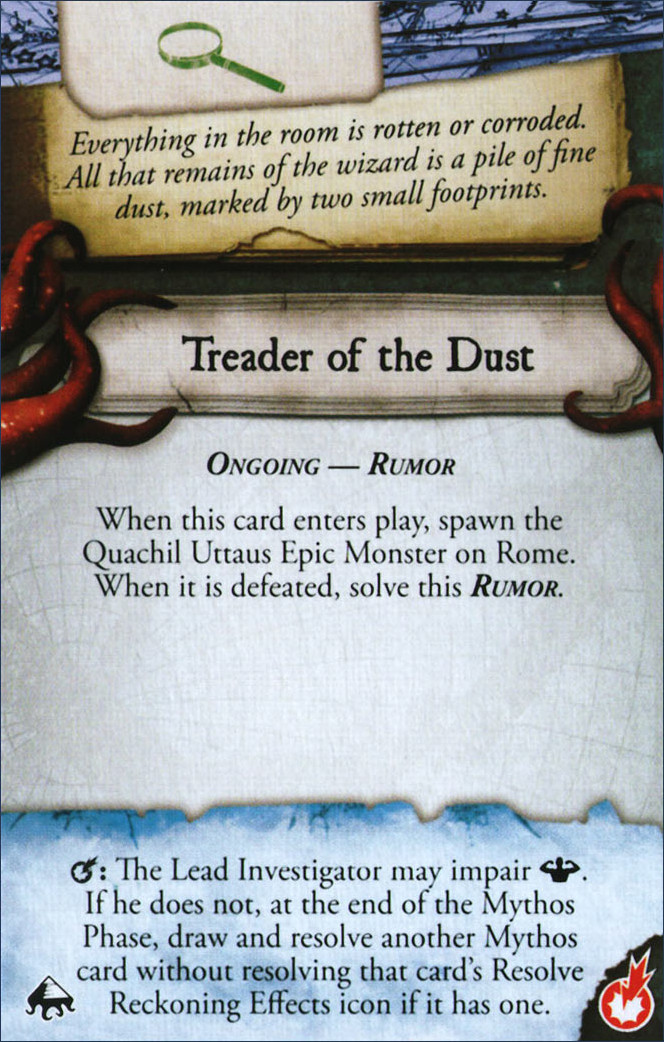 Everything in the room is rotten or corroded.
All that remains of the wizard is a pile of fine
dust, marked by two small footprints.
Treader of the Dust
Ongoing — Rumor
When this card enters play, spawn the
Quachil Uttaus Epic Monster on Rome.
When it is defeated, solve this Rumor.
: The Lead Investigator may impair .
If he does not, at the end of the Mythos
Phase, draw and resolve another Mythos
card without resolving that card's Resolve
Reckoning Effects icon if it has one.